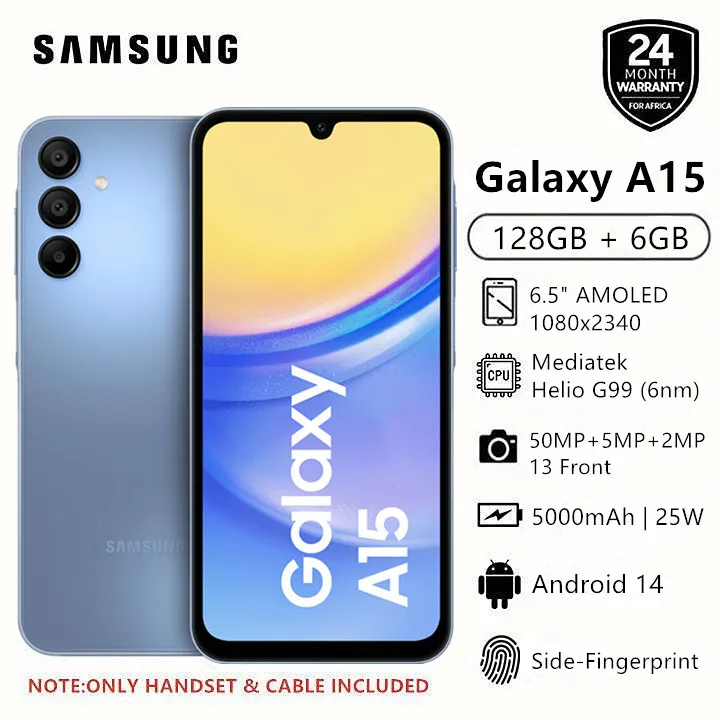 SAMSUNG
24
MONTH
WARRANTY
FOR AFRICA
Galaxy A15
128GB + 6GB
6.5" AMOLED
1080x2340
CPU
Mediatek
Helio G99 (6nm)
50MP+5MP+2MP
13 Front
5000mAh | 25W
Android 14
Side-Fingerprint
Galaxy
A15
SAMSUNG
NOTE:ONLY HANDSET & CABLE INCLUDED